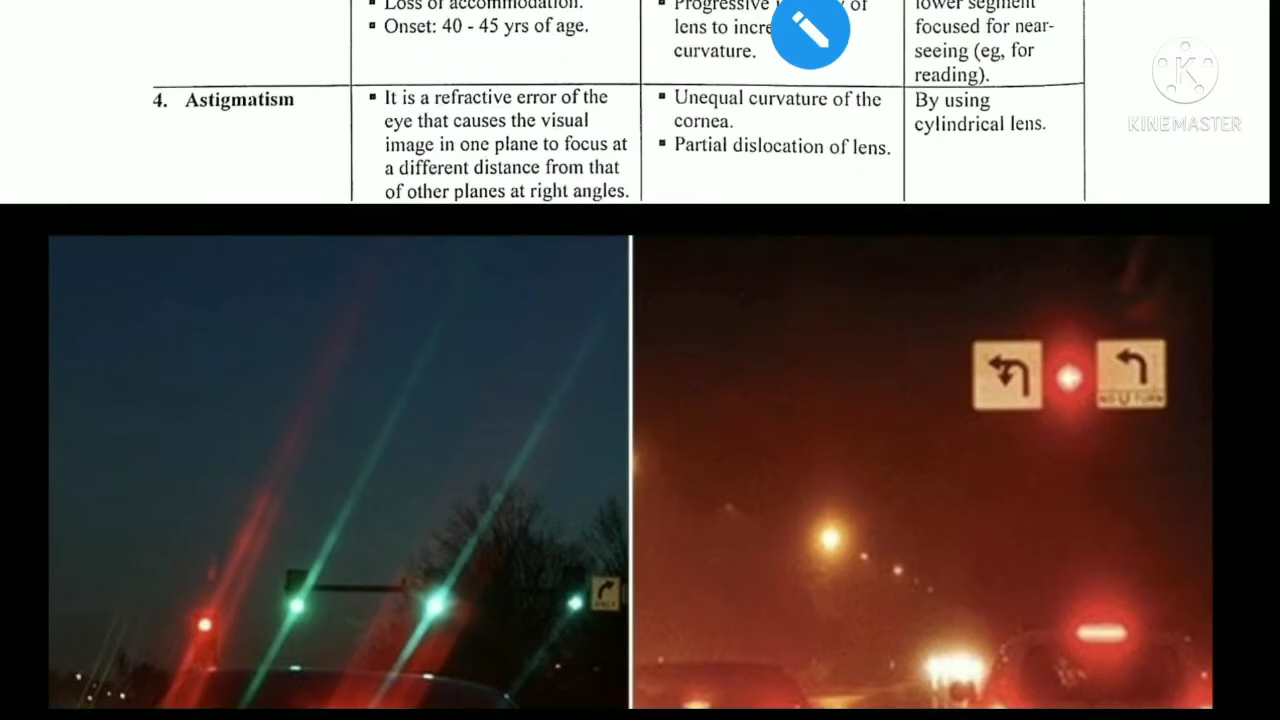 Loss of accommodation.
Onset: 40 - 45 yrs of age.
Progressive of
lens to incre
curvature.
lower segment
focused for near-
seeing (eg, for
reading).
4. Astigmatism
It is a refractive error of the
eye that causes the visual
image in one plane to focus at
a different distance from that
of other planes at right angles.
Unequal curvature of the
cornea.
Partial dislocation of lens.
By using
cylindrical lens.
K
KINEMASTER
NO U TURN